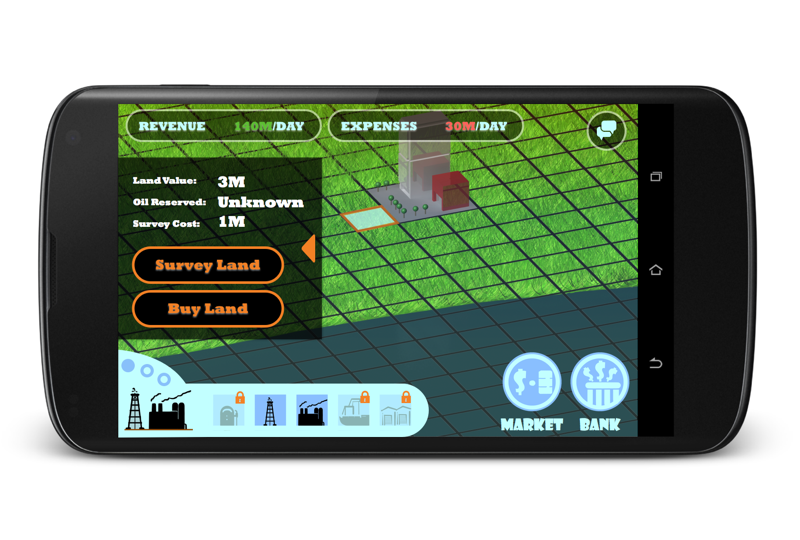 REVENUE 140M/DAY EXPENSES 30M/DAY
Land Value: 3M
Oil Reserved: Unknown
Survey Cost: 1M
Survey Land
Buy Land
MARKET BANK